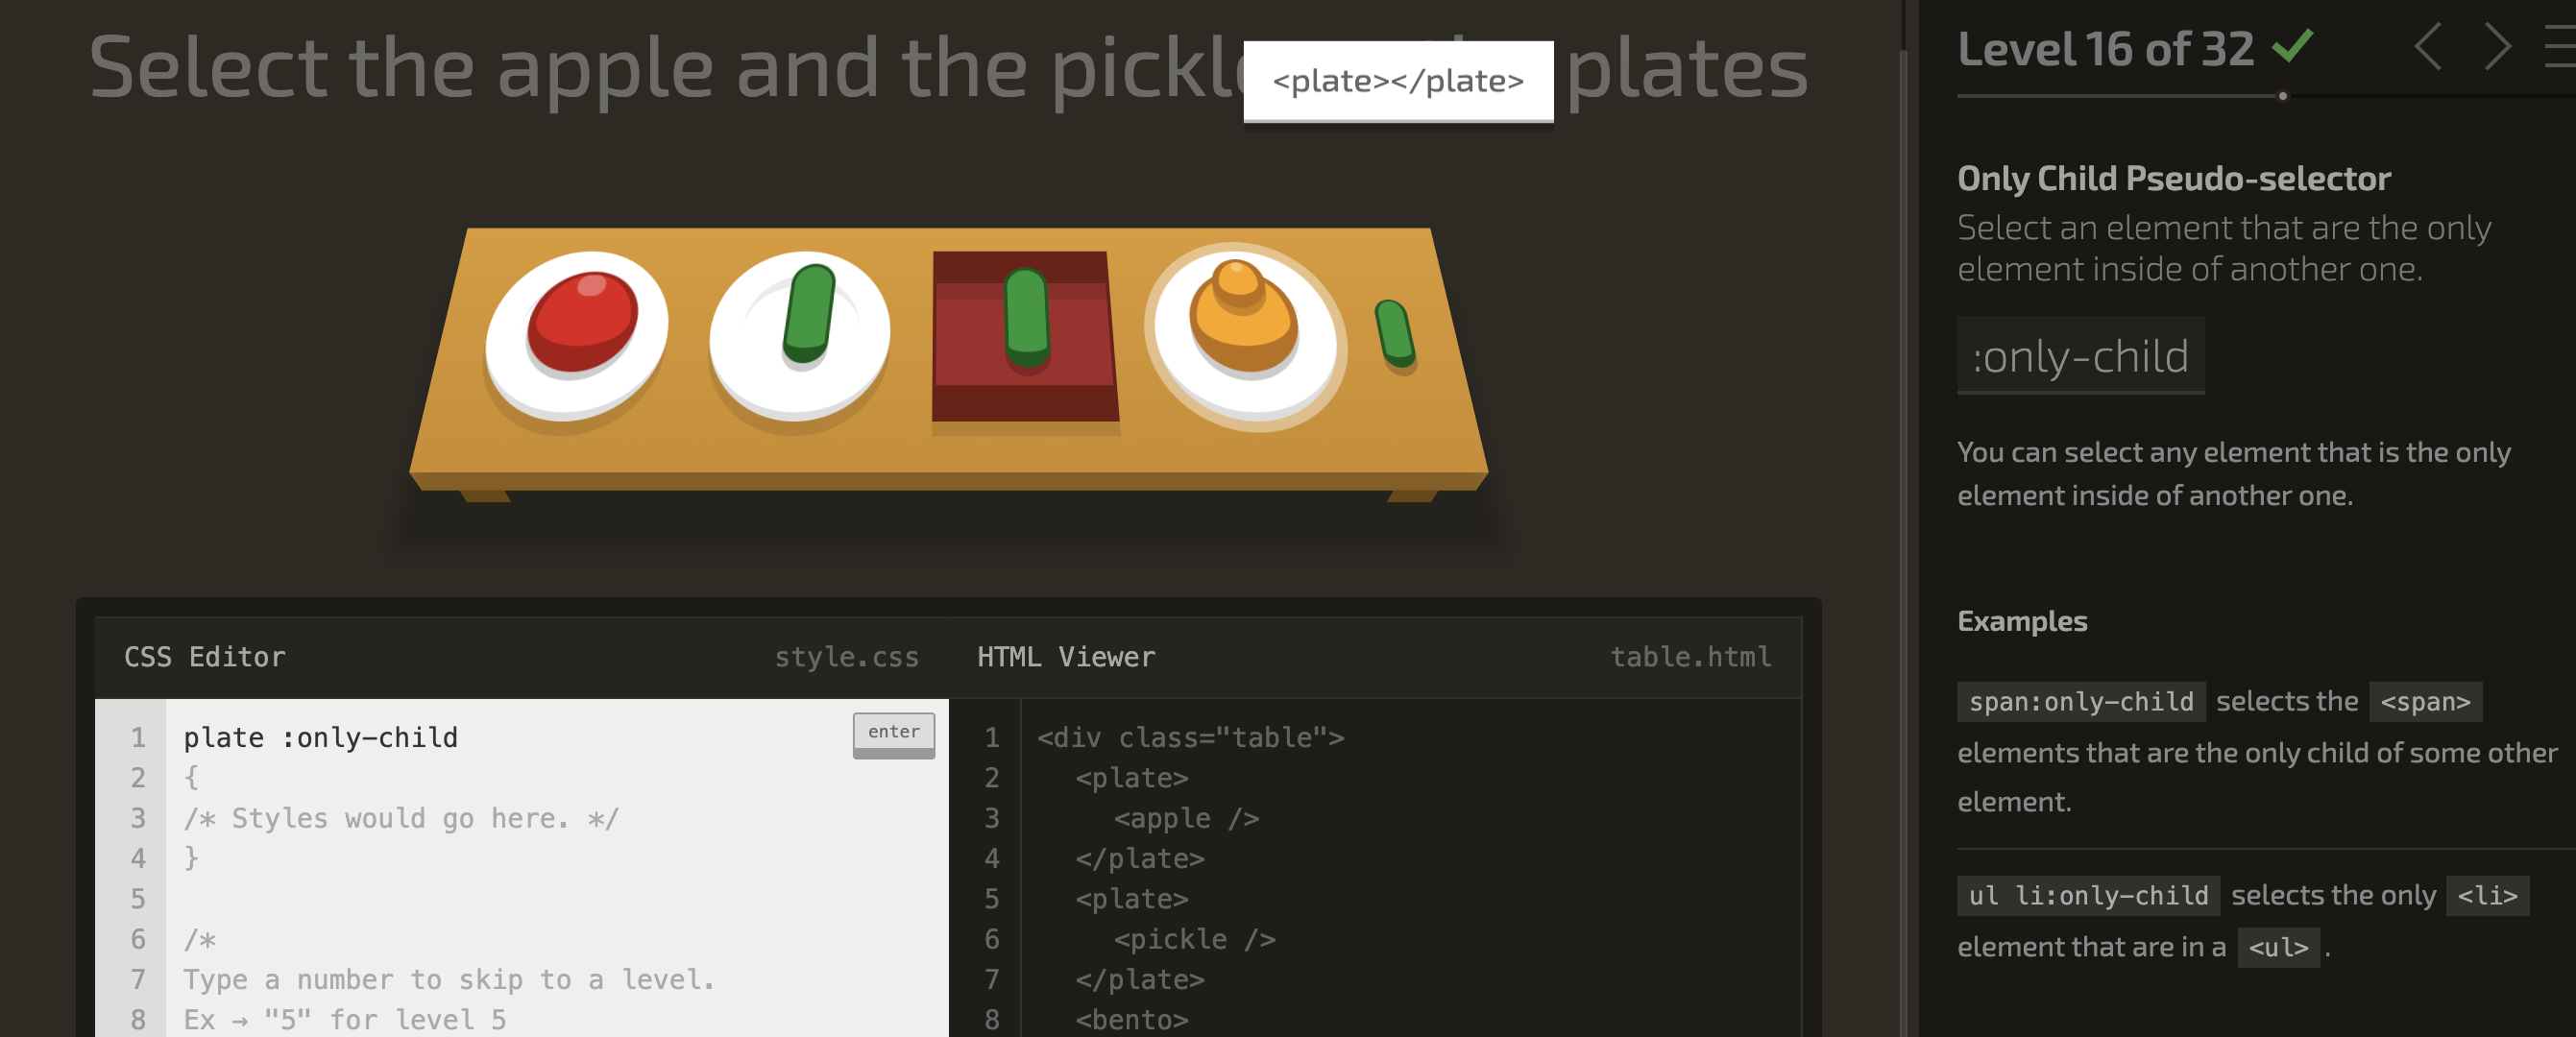 Select the apple and the pickle plates
<plate></plate>
CSS Editor style.css
1 plate :only-child enter
2 {
3 /* Styles would go here. */
4 }
5
6 /*
7 Type a number to skip to a level.
8 Ex → "5" for level 5
HTML Viewer table.html
1 <div class="table">
2 <plate>
3 <apple />
4 </plate>
5 <plate>
6 <pickle />
7 </plate>
8 <bento>
Level 16 of 32
Only Child Pseudo-selector
Select an element that are the only
element inside of another one.
:only-child
You can select any element that is the only
element inside of another one.
Examples
span:only-child selects the <span>
elements that are the only child of some other
element.
ul li:only-child selects the only <li>
element that are in a <ul> .